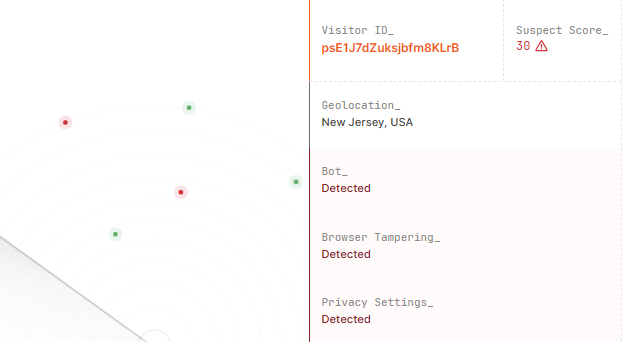 Visitor ID_
psE1J7dZuksjbfm8KLrB
Suspect Score_
30
Geolocation_
New Jersey, USA
Bot_
Detected
Browser Tampering_
Detected
Privacy Settings_
Detected